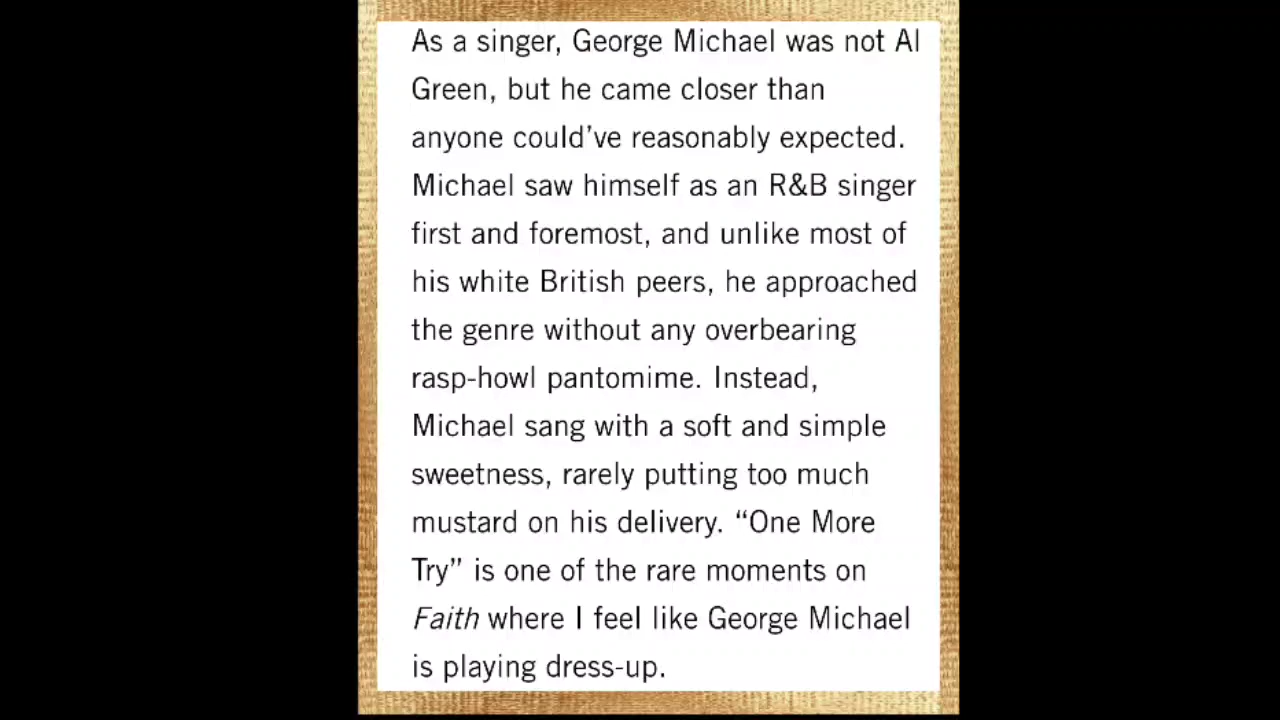 As a singer, George Michael was not Al
Green, but he came closer than
anyone could’ve reasonably expected.
Michael saw himself as an R&B singer
first and foremost, and unlike most of
his white British peers, he approached
the genre without any overbearing
rasp-howl pantomime. Instead,
Michael sang with a soft and simple
sweetness, rarely putting too much
mustard on his delivery. “One More
Try” is one of the rare moments on
Faith where I feel like George Michael
is playing dress-up.